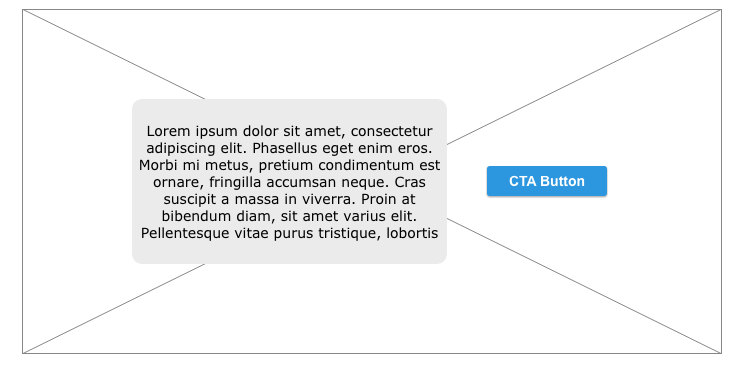 Lorem ipsum dolor sit amet, consectetur
adipiscing elit. Phasellus eget enim eros.
Morbi mi metus, pretium condimentum est
ornare, fringilla accumsan neque. Cras
suscipit a massa in viverra. Proin at
bibendum diam, sit amet varius elit.
Pellentesque vitae purus tristique, lobortis
CTA Button